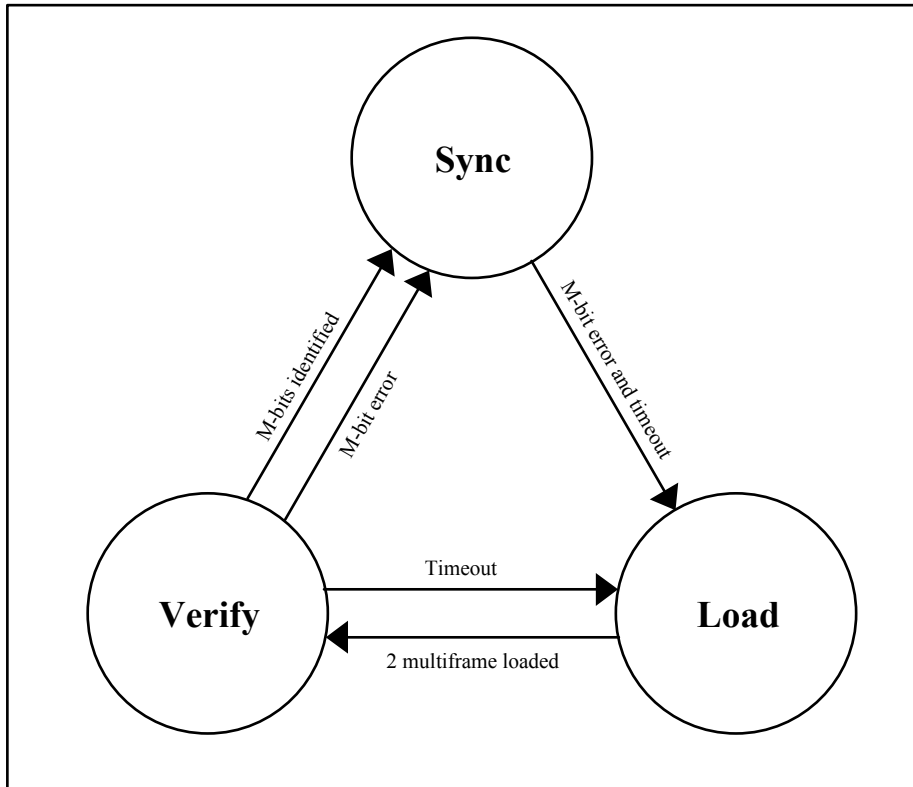 Sync
M-bits identified
M-bit error
M-bit error and timeout
Timeout
Verify
Load
2 multiframe loaded